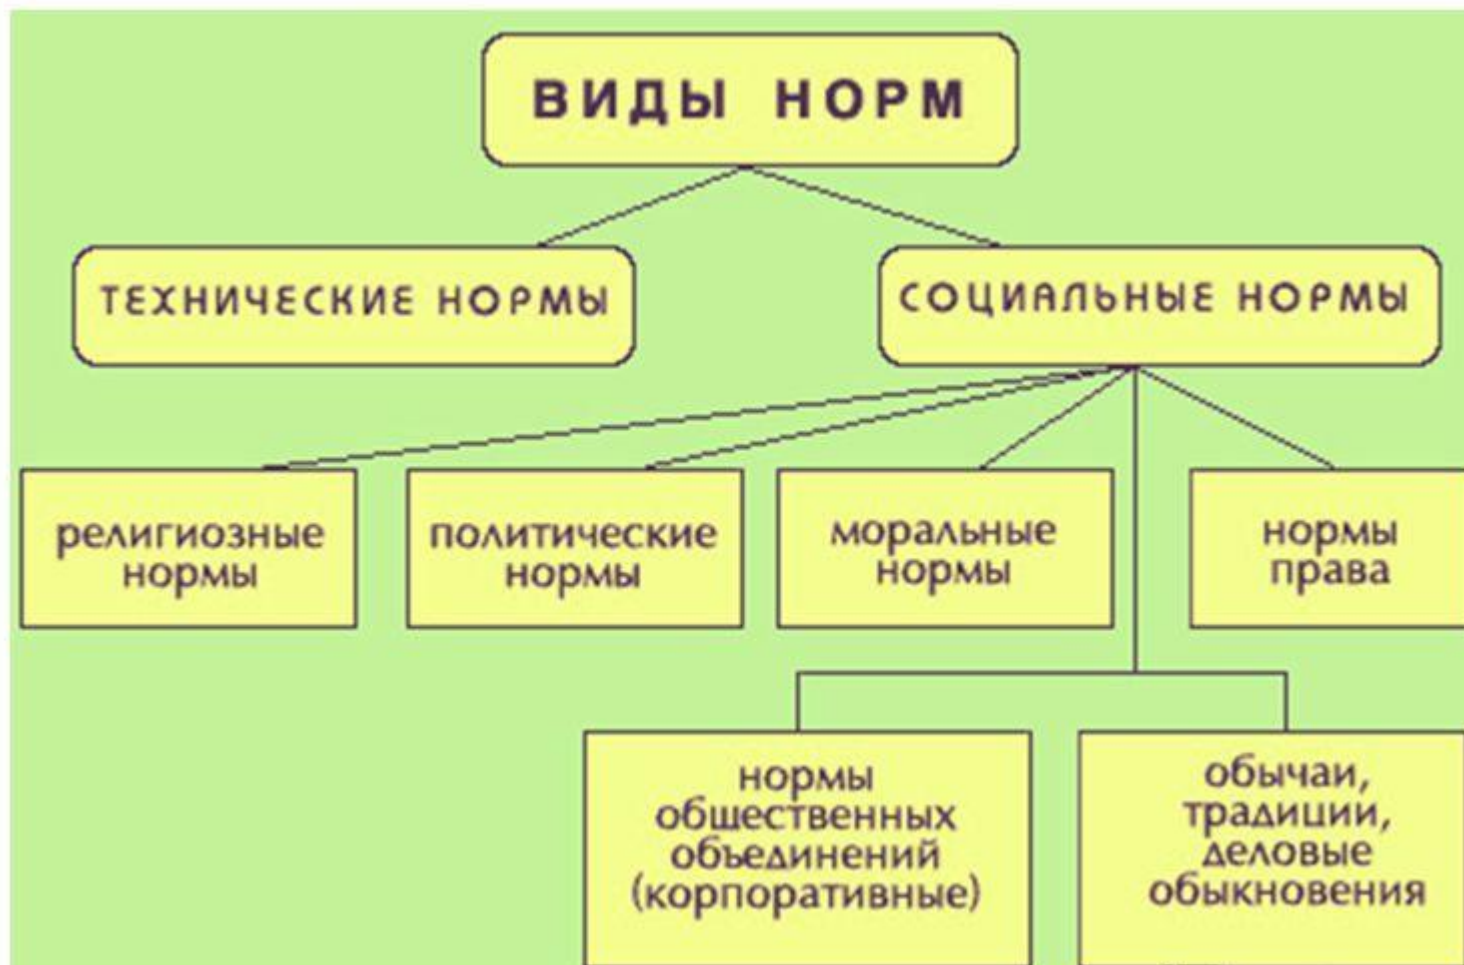 ВИДЫ НОРМ
ТЕХНИЧЕСКИЕ НОРМЫ
СОЦИАЛЬНЫЕ НОРМЫ
религиозные
нормы
политические
нормы
моральные
нормы
нормы
права
нормы
общественных
объединений
(корпоративные)
обычаи,
традиции,
деловые
обыкновения